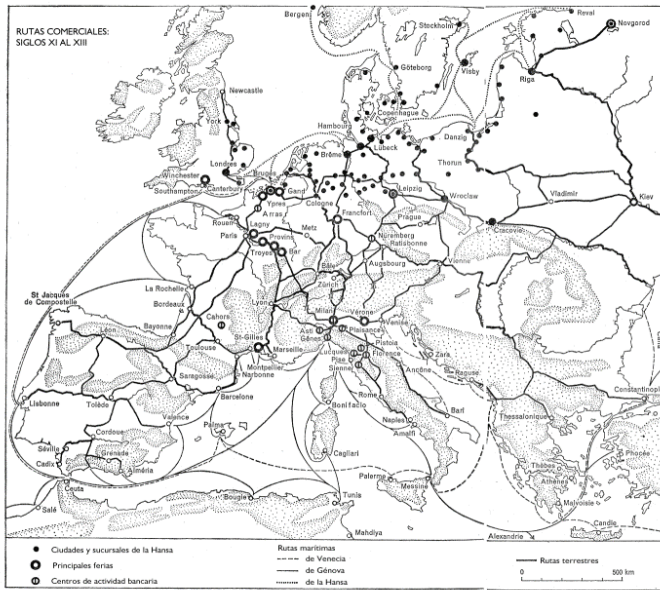 RUTAS COMERCIALES:
SIGLOS XI AL XIII
Bergen
Stockholm
Reval
Novgorod
Göteborg
Visby
Riga
Newcastle
York
Copenhague
Hambourg
Lübeck
Danzig
Brême
Thorun
Londres
Winchester
Southampton
Canterbury
Bruges
Gand
Ypres
Arras
Cologne
Leipzig
Wroclaw
Vladimir
Kiev
Rouen
Lagny
Paris
Provins
Troyes
Bar
Metz
Francfort
Prague
Nüremberg
Ratisbonne
Cracovie
Augsbourg
Vienne
Bâle
Zürich
La Rochelle
Bordeaux
Lyon
St Jacques
de Compostelle
Cahors
Milan
Vérone
Venise
Asti
Plaisance
Gênes
Léon
Bayonne
St-Gilles
Toulouse
Marseille
Montpellier
Narbonne
Pistoia
Lucques
Florence
Pise
Sienne
Zara
Ancône
Raguse
Saragosse
Barcelone
Lisbonne
Tolède
Valence
Bonifacio
Rome
Bari
Naples
Amalfi
Constantinople
Thessalonique
Cordoue
Palma
Séville
Grenade
Cadix
Alméria
Cagliari
Palerme
Messine
Thèbes
Athènes
Phocée
Malvoisie
Ceuta
Salé
Bougie
Tunis
Mahdiya
Alexandrie
Candie
Ciudades y sucursales de la Hansa
Principales ferias
Centros de actividad bancaria
Rutas marítimas
de Venecia
de Génova
de la Hansa
Rutas terrestres
0 500 km